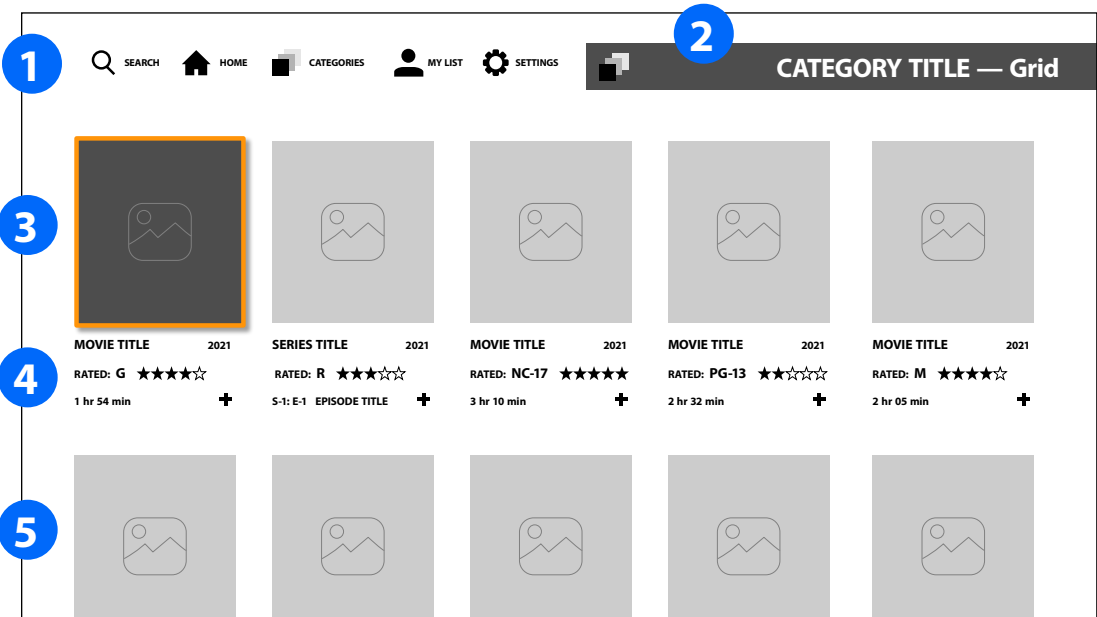 1
SEARCH HOME CATEGORIES MY LIST SETTINGS
2
CATEGORY TITLE — Grid
3
MOVIE TITLE 2021 SERIES TITLE 2021 MOVIE TITLE 2021 MOVIE TITLE 2021 MOVIE TITLE 2021
4
RATED: G ★★★★☆ RATED: R ★★★☆☆ RATED: NC-17 ★★★★★ RATED: PG-13 ★★☆☆☆ RATED: M ★★★★☆
1 hr 54 min + S-1: E-1 EPISODE TITLE + 3 hr 10 min + 2 hr 32 min + 2 hr 05 min +
5